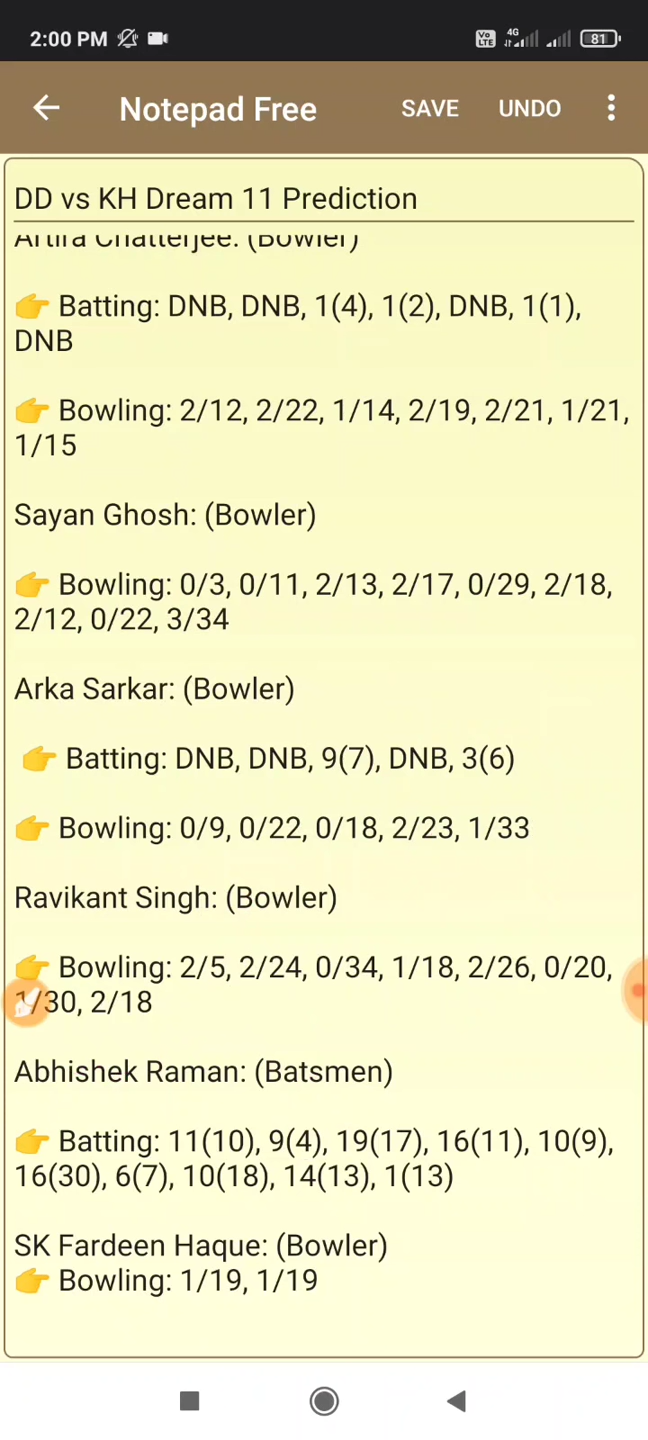 2:00 PM
Vo LTE 4G 81
Notepad Free SAVE UNDO
DD vs KH Dream 11 Prediction
Chatterjee: (Bowler)
👉 Batting: DNB, DNB, 1(4), 1(2), DNB, 1(1),
DNB
👉 Bowling: 2/12, 2/22, 1/14, 2/19, 2/21, 1/21,
1/15
Sayan Ghosh: (Bowler)
👉 Bowling: 0/3, 0/11, 2/13, 2/17, 0/29, 2/18,
2/12, 0/22, 3/34
Arka Sarkar: (Bowler)
👉 Batting: DNB, DNB, 9(7), DNB, 3(6)
👉 Bowling: 0/9, 0/22, 0/18, 2/23, 1/33
Ravikant Singh: (Bowler)
👉 Bowling: 2/5, 2/24, 0/34, 1/18, 2/26, 0/20,
1/30, 2/18
Abhishek Raman: (Batsmen)
👉 Batting: 11(10), 9(4), 19(17), 16(11), 10(9),
16(30), 6(7), 10(18), 14(13), 1(13)
SK Fardeen Haque: (Bowler)
👉 Bowling: 1/19, 1/19